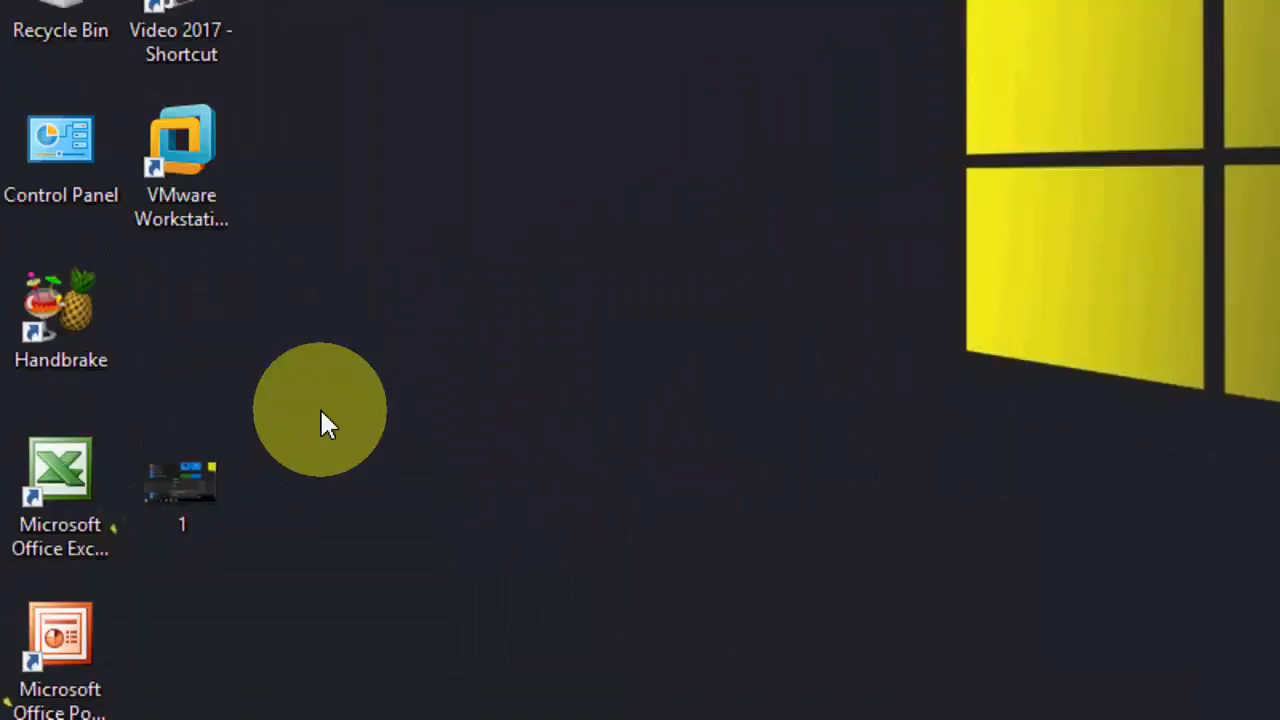 Recycle Bin
Video 2017 -
Shortcut
Control Panel
VMware
Workstati...
Handbrake
Microsoft
Office Exc...
1
Microsoft
Office Po...